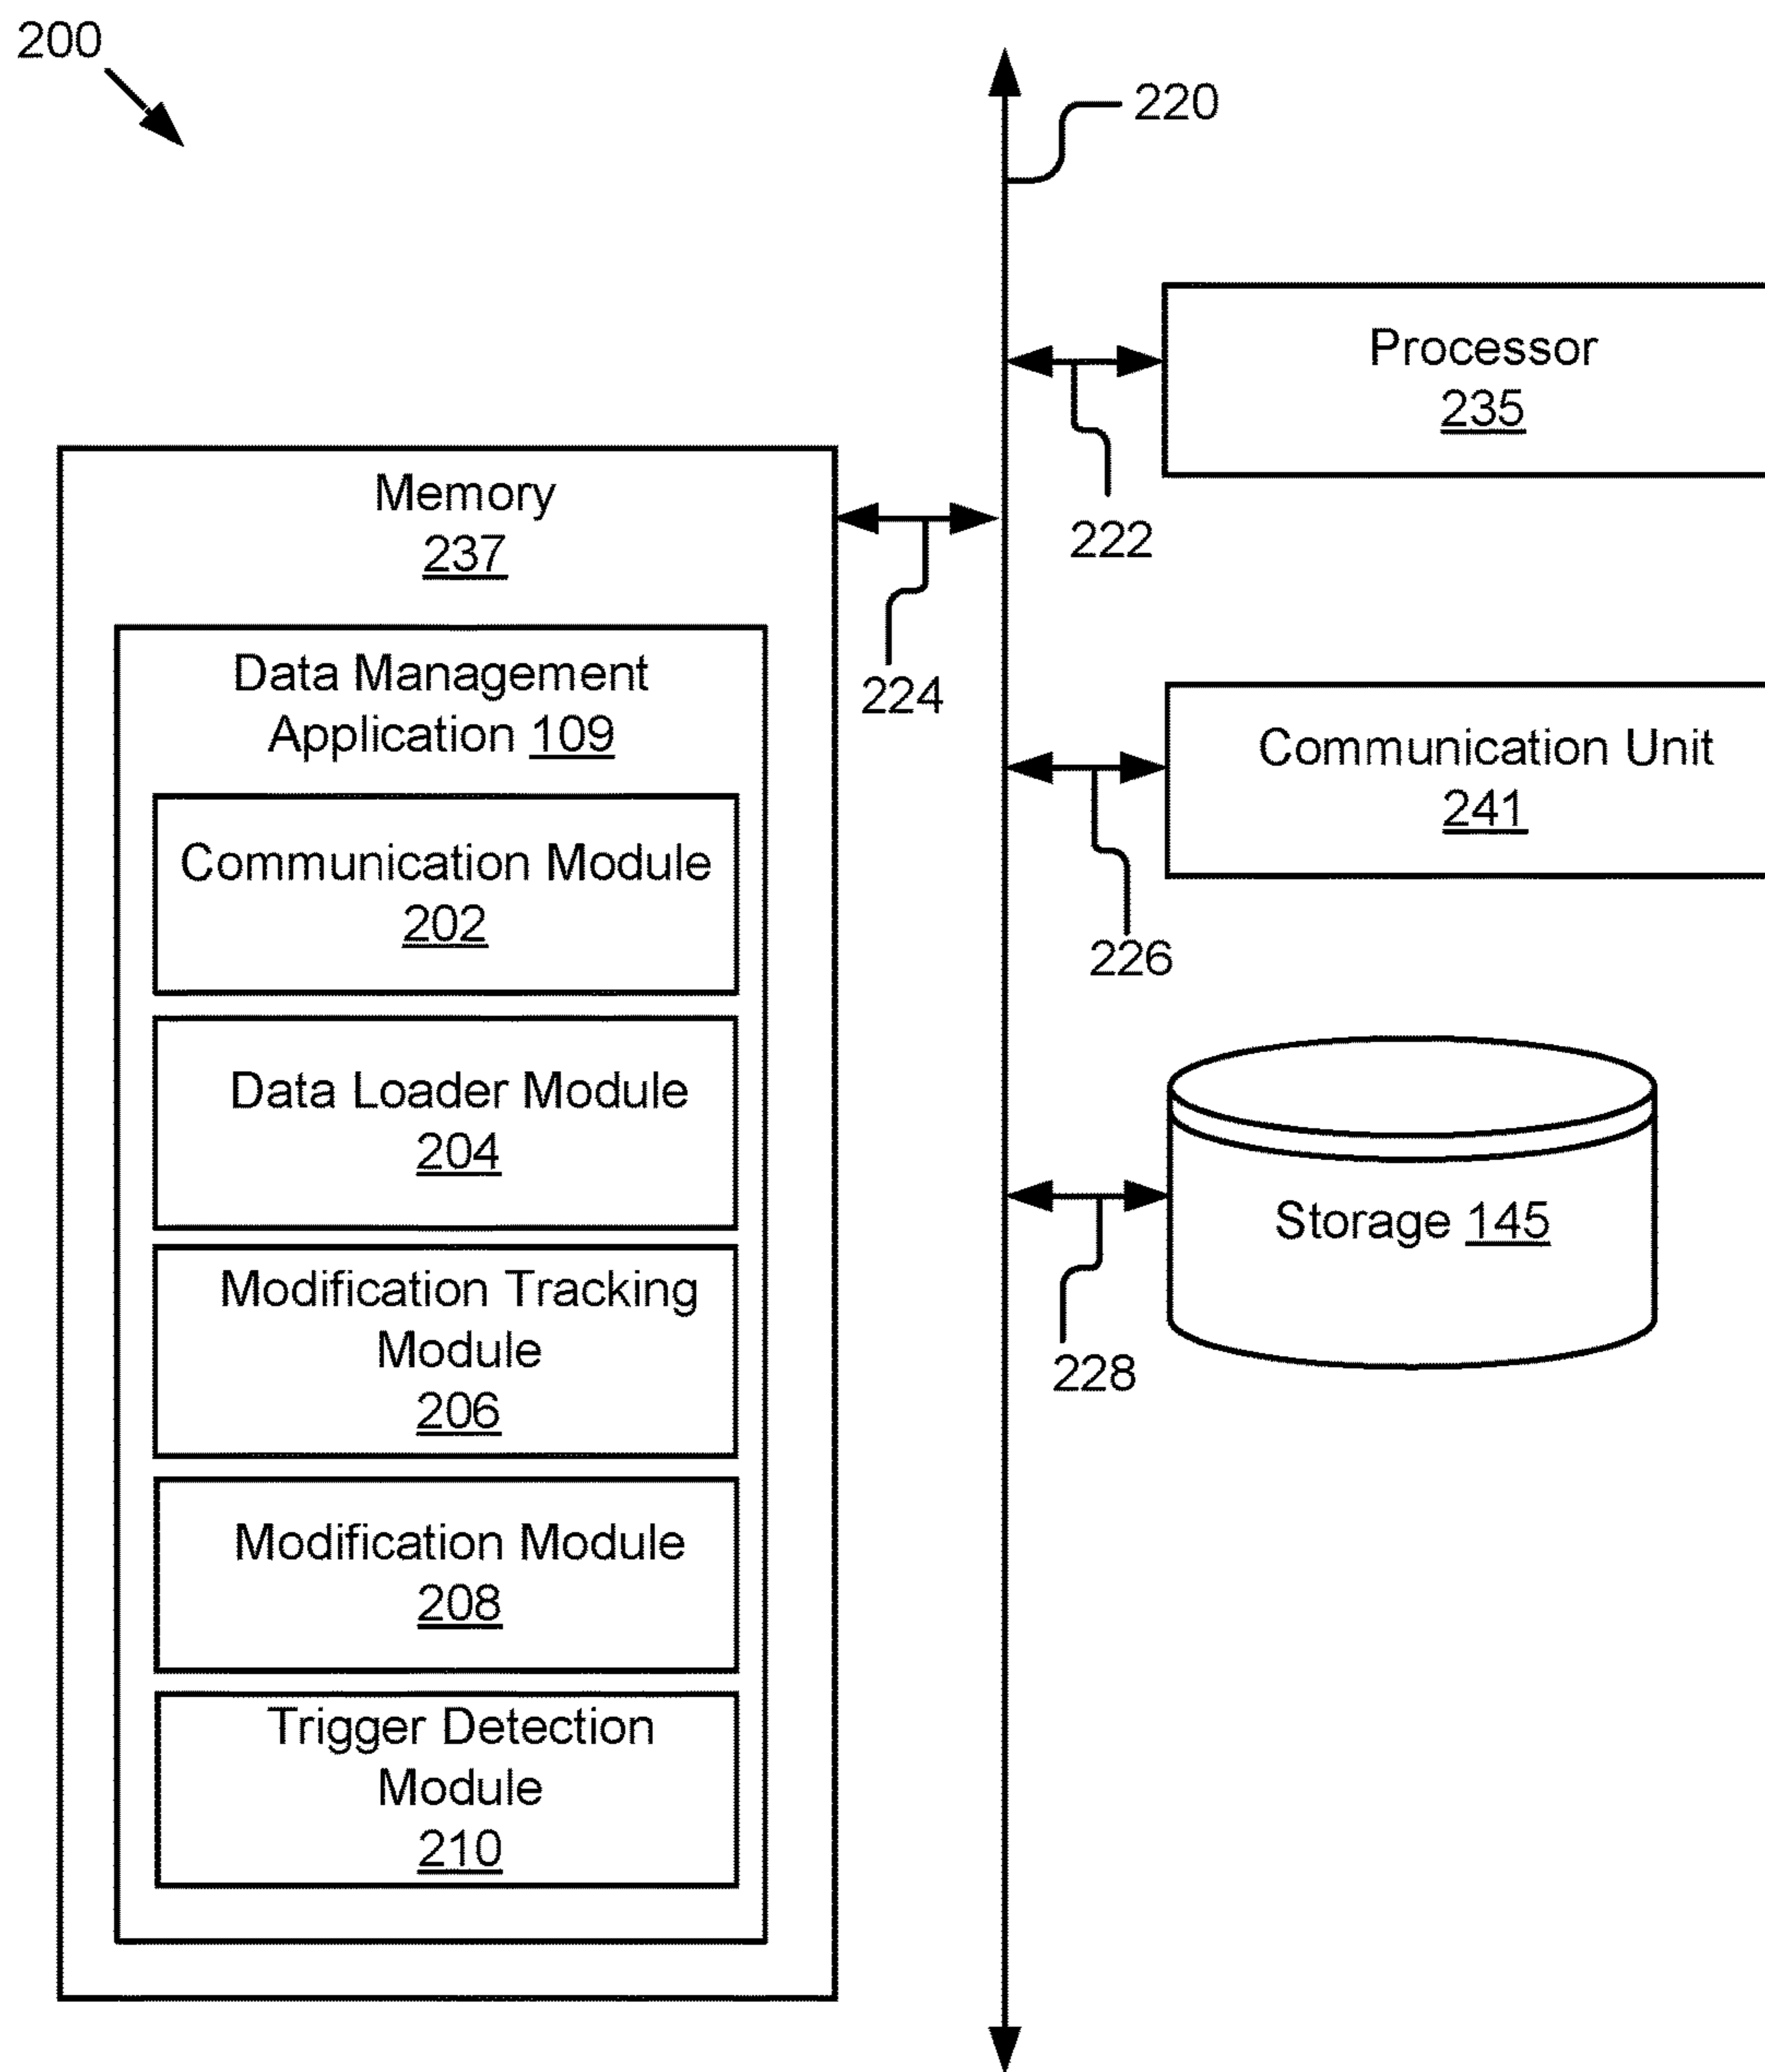 200
220
Processor
235
222
Memory
237
224
Data Management
Application 109
Communication Unit
241
226
Communication Module
202
Data Loader Module
204
Storage 145
228
Modification Tracking
Module
206
Modification Module
208
Trigger Detection
Module
210